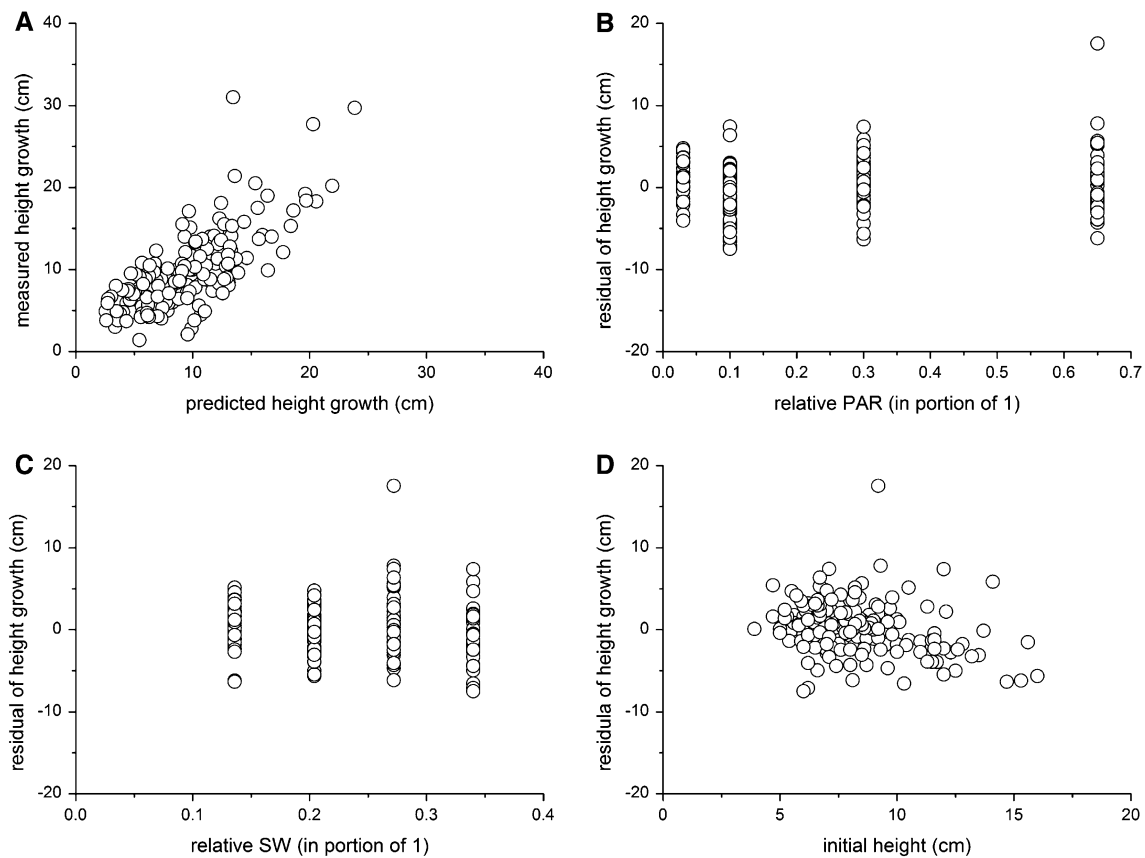 A
measured height growth (cm)
40
30
20
10
0
0 10 20 30 40
predicted height growth (cm)
B
residual of height growth (cm)
20
10
0
-10
-20
0.0 0.1 0.2 0.3 0.4 0.5 0.6 0.7
relative PAR (in portion of 1)
C
residual of height growth (cm)
20
10
0
-10
-20
0.0 0.1 0.2 0.3 0.4
relative SW (in portion of 1)
D
residula of height growth (cm)
20
10
0
-10
-20
0 5 10 15 20
initial height (cm)